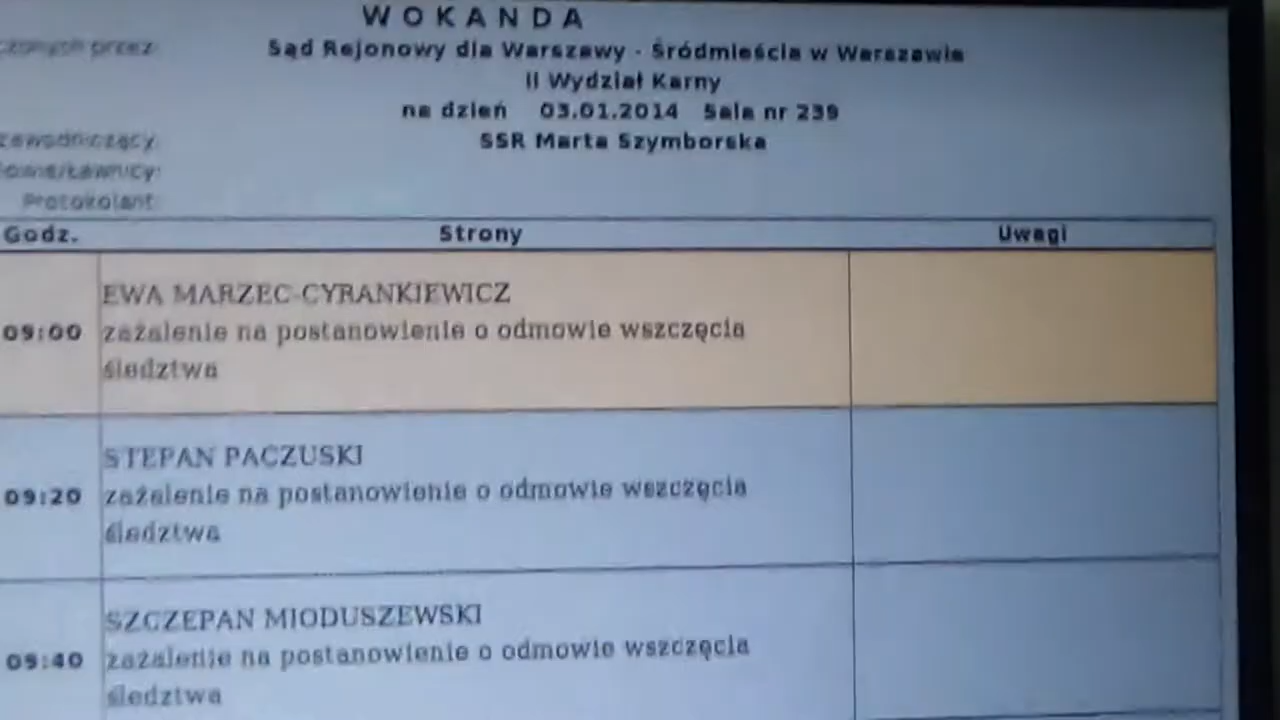 WOKANDA
Sąd Rejonowy dla Warszawy - Śródmieścia w Warszawie
II Wydział Karny
na dzień 03.01.2014 Sala nr 239
SSR Marta Szymborska
Protokolant:
Godz. Strony Uwagi
EWA MARZEC-CYRANKIEWICZ
09:00 zażalenie na postanowienie o odmowie wszczęcia
śledztwa
STEPAN PACZUSKI
09:20 zażalenie na postanowienie o odmowie wszczęcia
śledztwa
SZCZEPAN MIODUSZEWSKI
09:40 zażalenie na postanowienie o odmowie wszczęcia
śledztwa